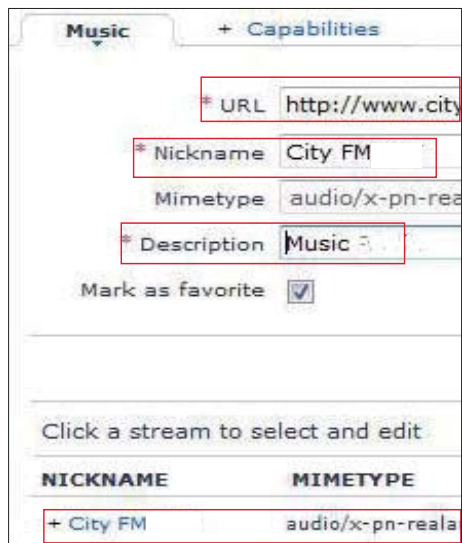 Music + Capabilities
* URL http://www.city
* Nickname City FM
Mimetype audio/x-pn-rea
* Description Music
Mark as favorite
Click a stream to select and edit
NICKNAME MIMETYPE
+ City FM audio/x-pn-reala